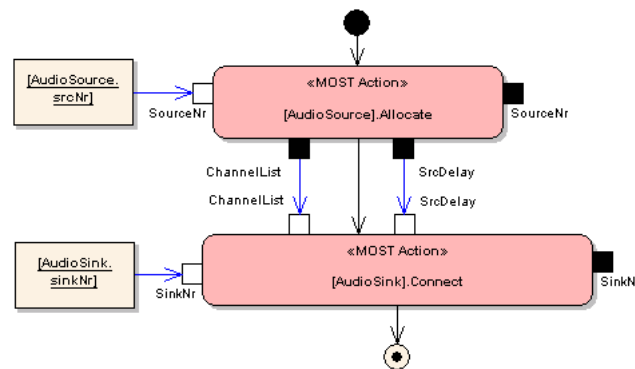 «MOST Action»
[AudioSource.
srcNr]
[AudioSource].Allocate
SourceNr
SourceNr
ChannelList
SrcDelay
ChannelList
SrcDelay
«MOST Action»
[AudioSink.
sinkNr]
[AudioSink].Connect
SinkNr
SinkN